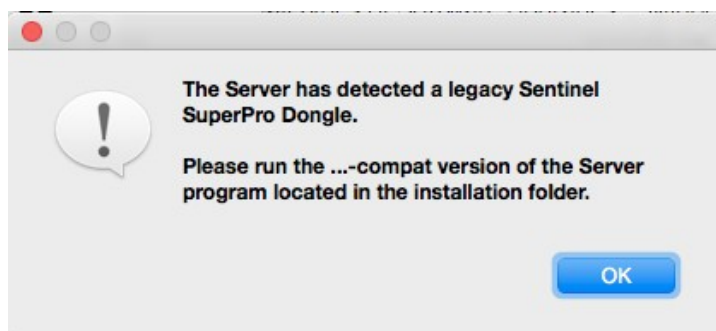 The Server has detected a legacy Sentinel
SuperPro Dongle.
Please run the ...-compat version of the Server
program located in the installation folder.
OK